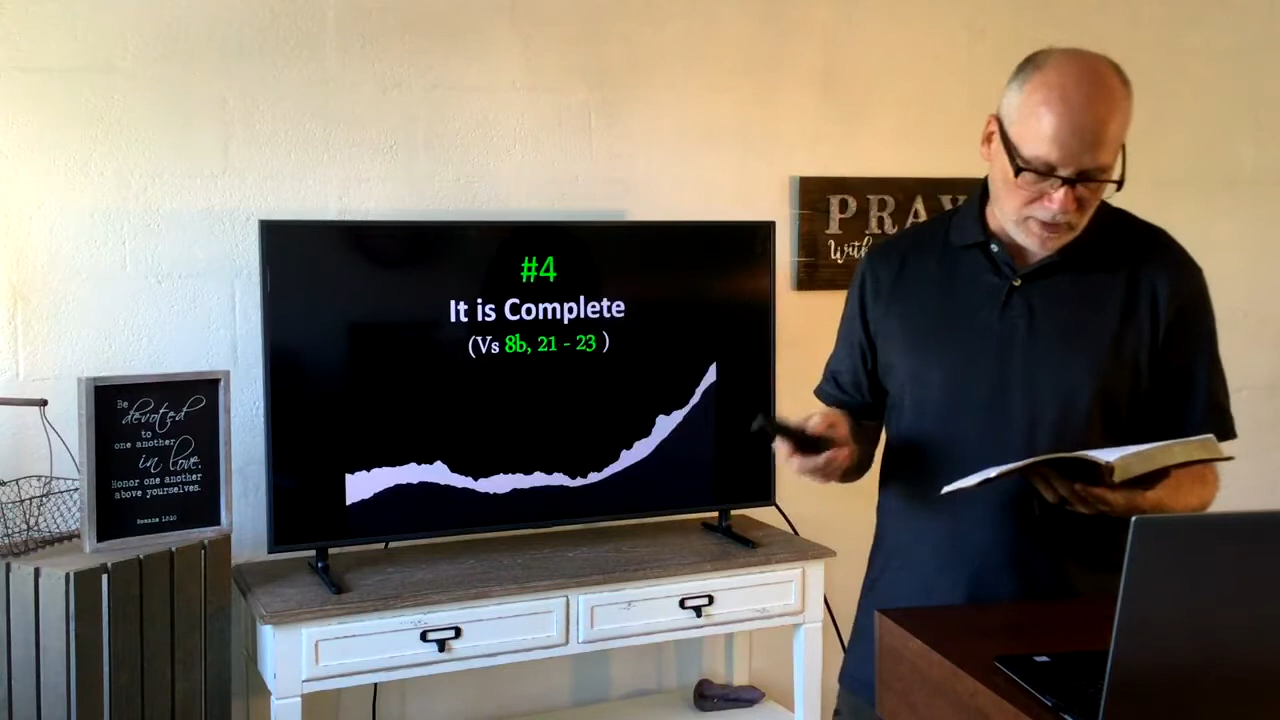 #4
It is Complete
(Vs 8b, 21 - 23 )
PRAY
With
Be
devoted
to
one another
in love.
Honor one another
above yourselves.
Romans 12:10